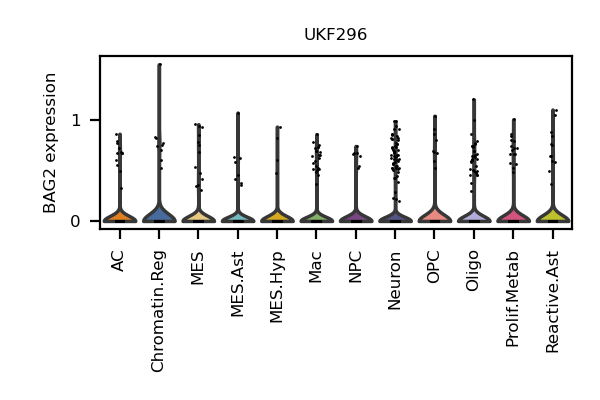 UKF296
BAG2 expression
1
0
AC
Chromatin.Reg
MES
MES.Ast
MES.Hyp
Mac
NPC
Neuron
OPC
Oligo
Prolif.Metab
Reactive.Ast